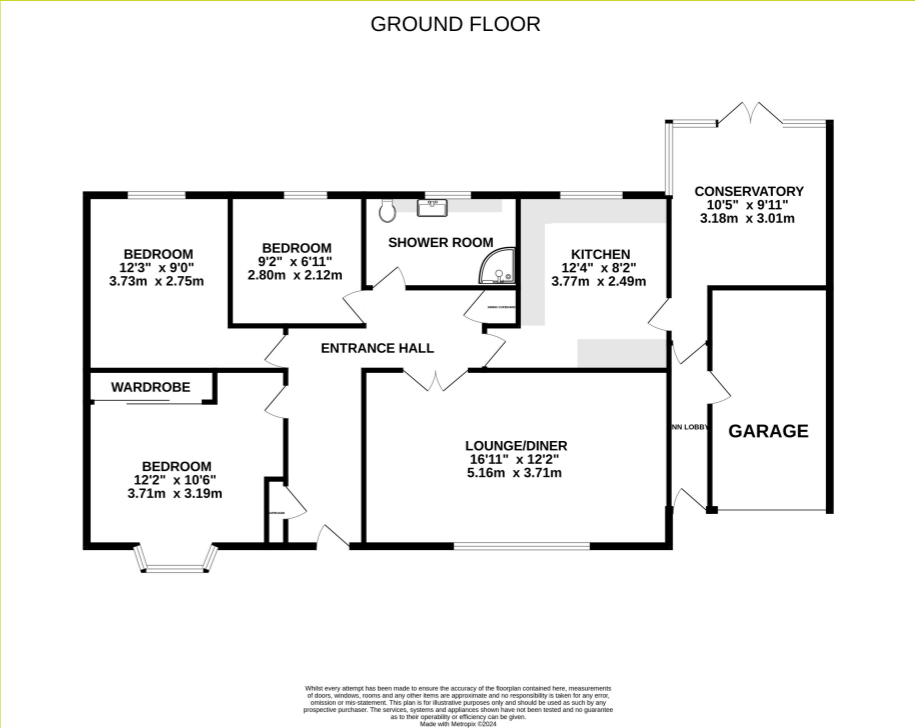 GROUND FLOOR
CONSERVATORY
10'5" x 9'11"
3.18m x 3.01m
BEDROOM
12'3" x 9'0"
3.73m x 2.75m
BEDROOM
9'2" x 6'11"
2.80m x 2.12m
SHOWER ROOM
KITCHEN
12'4" x 8'2"
3.77m x 2.49m
ENTRANCE HALL
WARDROBE
BEDROOM
12'2" x 10'6"
3.71m x 3.19m
LOUNGE/DINER
16'11" x 12'2"
5.16m x 3.71m
NN LOBBY
GARAGE
Whilst every attempt has been made to ensure the accuracy of the floorplan contained here, measurements
of doors, windows, rooms and any other items are approximate and no responsibility is taken for any error,
omission or mis-statement. This plan is for illustrative purposes only and should be used as such by any
prospective purchaser. The services, systems and appliances shown have not been tested and no guarantee
as to their operability or efficiency can be given.
Made with Metropix ©2024